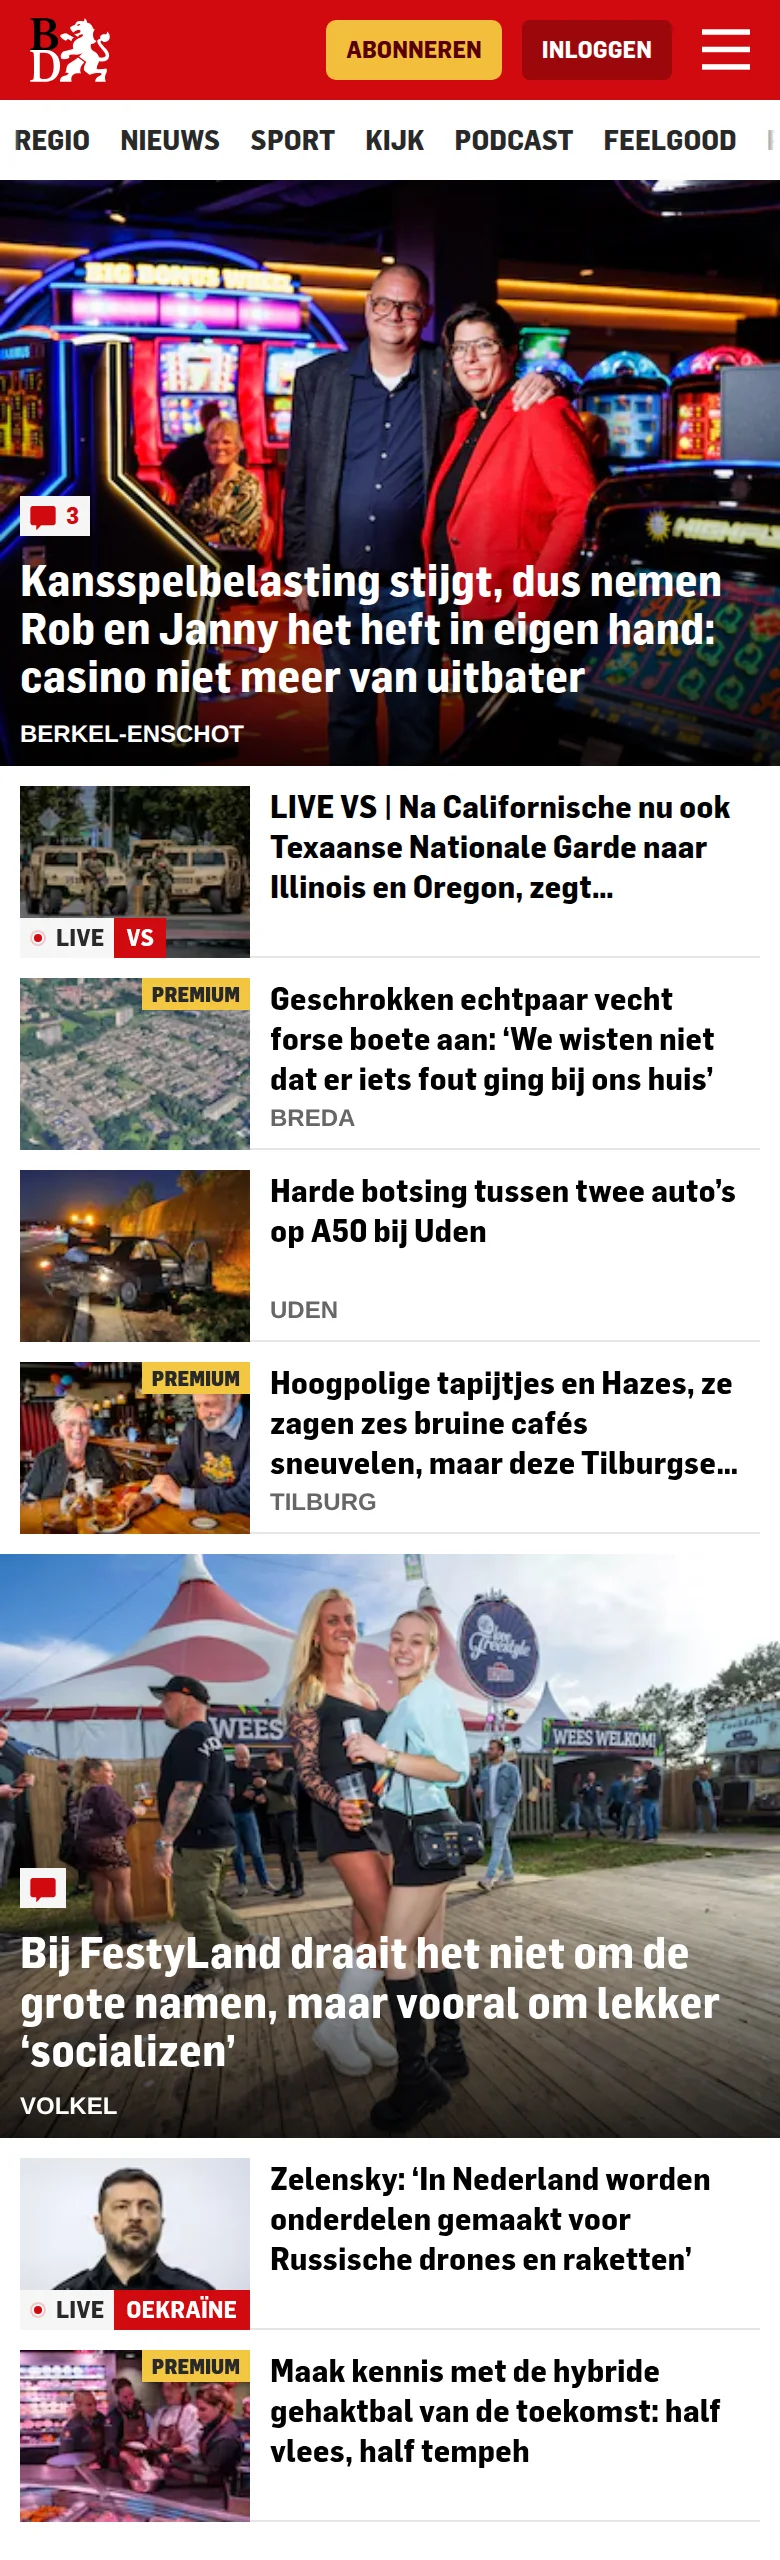 BD
ABONNEREN
INLOGGEN
REGIO NIEUWS SPORT KIJK PODCAST FEELGOOD
BIG BONUS WHEEL
3
Kansspelbelasting stijgt, dus nemen
Rob en Janny het heft in eigen hand:
casino niet meer van uitbater
BERKEL-ENSCHOT
LIVE VS | Na Californische nu ook
Texaanse Nationale Garde naar
Illinois en Oregon, zegt...
LIVE VS
PREMIUM
Geschrokken echtpaar vecht
forse boete aan: ‘We wisten niet
dat er iets fout ging bij ons huis’
BREDA
Harde botsing tussen twee auto’s
op A50 bij Uden
UDEN
PREMIUM
Hoogpolige tapijtjes en Hazes, ze
zagen zes bruine cafés
sneuvelen, maar deze Tilburgse...
TILBURG
Freestyle
WEES
WEES WELKOM!
Bij FestyLand draait het niet om de
grote namen, maar vooral om lekker
‘socializen’
VOLKEL
Zelensky: ‘In Nederland worden
onderdelen gemaakt voor
Russische drones en raketten’
LIVE OEKRAÏNE
PREMIUM
Maak kennis met de hybride
gehaktbal van de toekomst: half
vlees, half tempeh